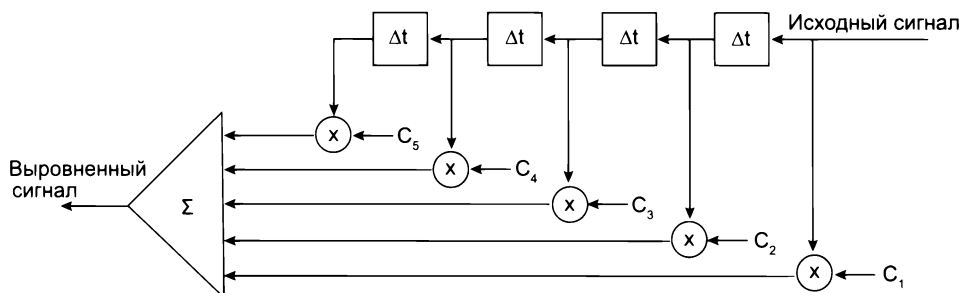 Исходный сигнал
Δt Δt Δt Δt
x C5
x C4
x C3
x C2
x C1
Выровненный
сигнал
Σ